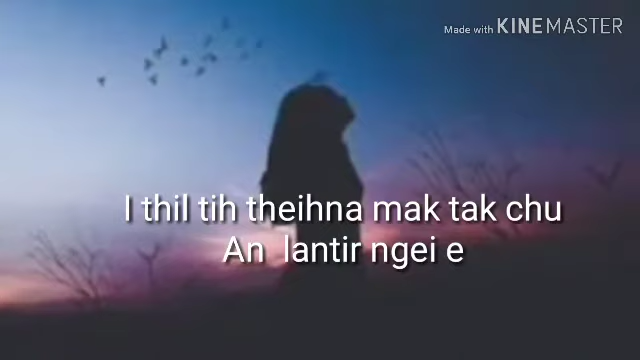 Made with KINEMASTER
I thil tih theihna mak tak chu
An lantir ngei e